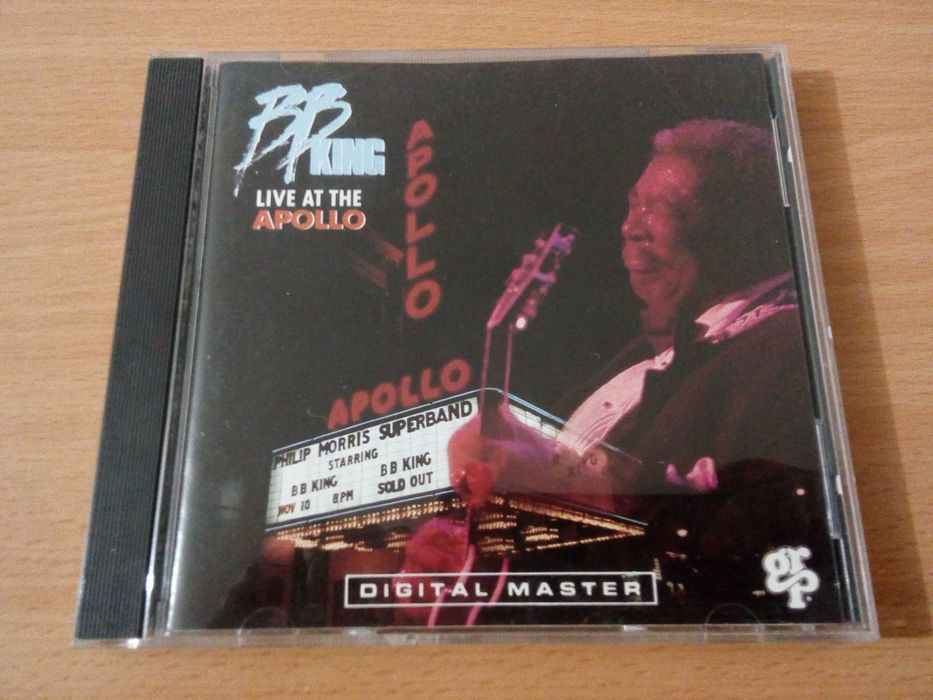 BB
KING
LIVE AT THE
APOLLO
APOLLO
APOLLO
PHILIP MORRIS SUPERBAND
STARRING
BB KING BB KING
NOV 10 8PM SOLD OUT
DIGITAL MASTER
grp